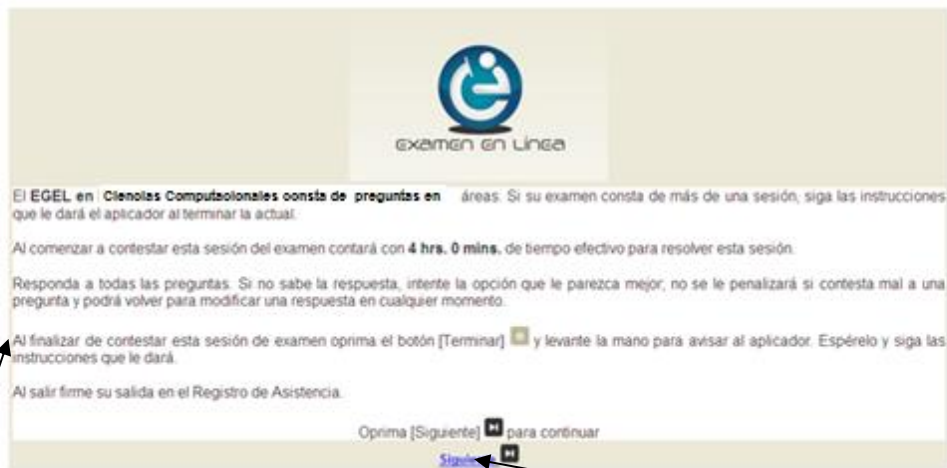 examen en Línea
El EGEL en Ciencias Computacionales consta de preguntas en áreas. Si su examen consta de más de una sesión, siga las instrucciones
que le dará el aplicador al terminar la actual.
Al comenzar a contestar esta sesión del examen contará con 4 hrs. 0 mins. de tiempo efectivo para resolver esta sesión.
Responda a todas las preguntas. Si no sabe la respuesta, intente la opción que le parezca mejor; no se le penalizará si contesta mal a una
pregunta y podrá volver para modificar una respuesta en cualquier momento.
Al finalizar de contestar esta sesión de examen oprima el botón [Terminar] y levante la mano para avisar al aplicador. Espérelo y siga las
instrucciones que le dará.
Al salir firme su salida en el Registro de Asistencia.
Oprima [Siguiente] para continuar
Siguiente